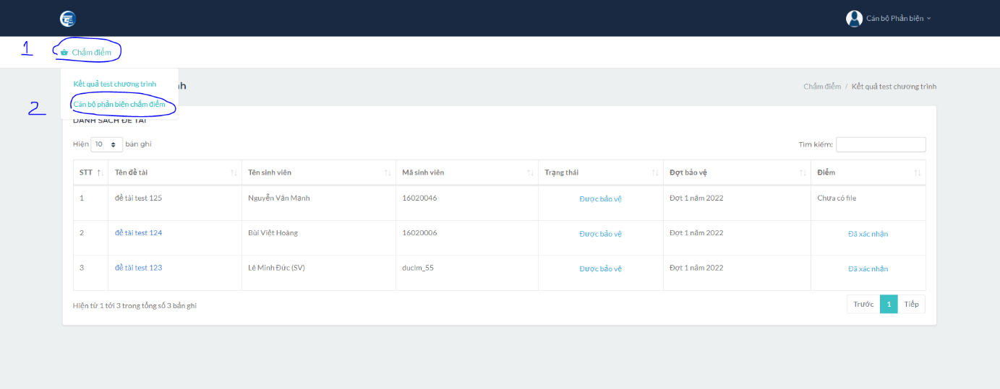 Cán bộ Phản biện
1 Chấm điểm
Kết quả test chương trình
Chấm điểm / Kết quả test chương trình
2 Cán bộ phản biện chấm điểm
DANH SÁCH ĐỀ TÀI
Hiện 10 bản ghi
Tìm kiếm:
STT Tên đề tài Tên sinh viên Mã sinh viên Trạng thái Đợt bảo vệ Điểm
1 đề tài test 125 Nguyễn Văn Mạnh 16020046 Được bảo vệ Đợt 1 năm 2022 Chưa có file
2 đề tài test 124 Bùi Việt Hoàng 16020006 Được bảo vệ Đợt 1 năm 2022 Đã xác nhận
3 đề tài test 123 Lê Minh Đức (SV) duclm_55 Được bảo vệ Đợt 1 năm 2022 Đã xác nhận
Hiện từ 1 tới 3 trong tổng số 3 bản ghi
Trước 1 Tiếp